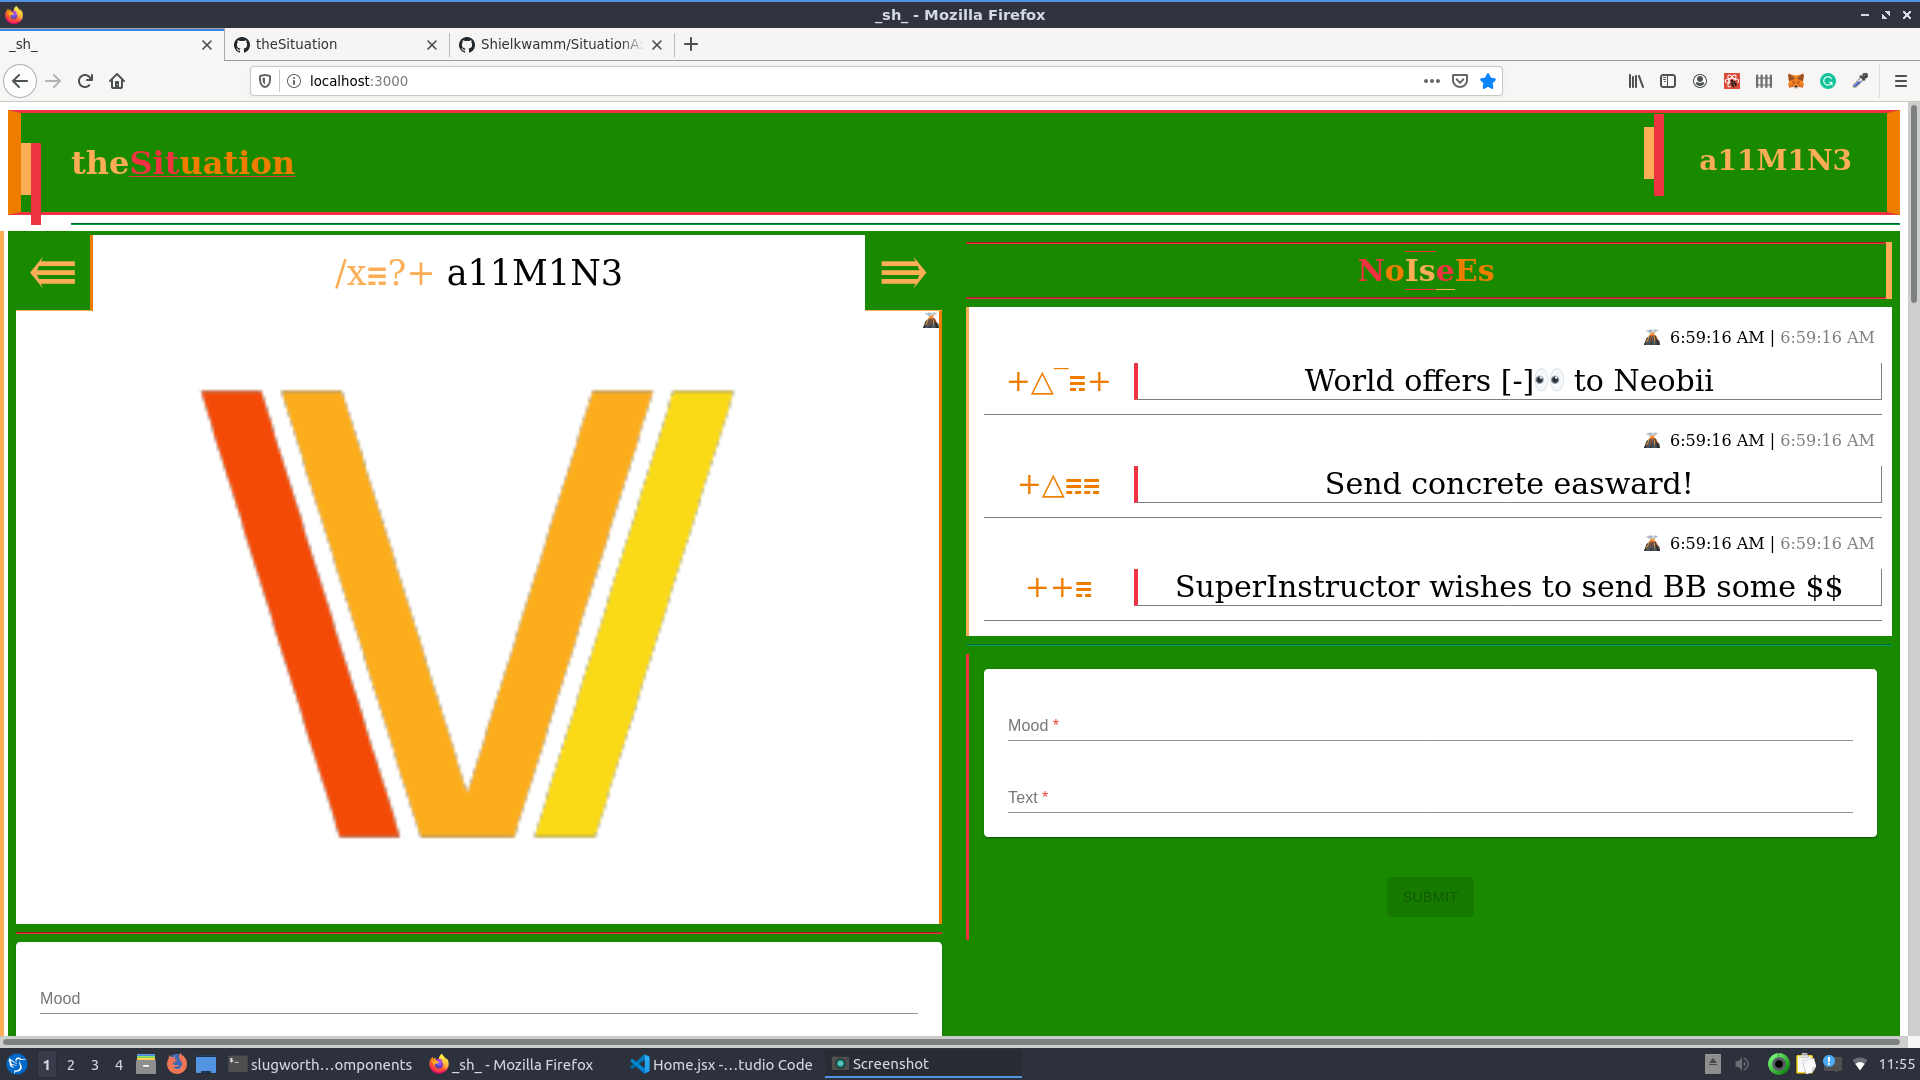 _sh_ - Mozilla Firefox
_sh_
theSituation
Shielkwamm/SituationA
localhost:3000
theSituation
a11M1N3
/x𝌆?+ a11M1N3
NoIseEs
6:59:16 AM | 6:59:16 AM
World offers [-]👀 to Neobii
6:59:16 AM | 6:59:16 AM
Send concrete easward!
6:59:16 AM | 6:59:16 AM
SuperInstructor wishes to send BB some $$
Mood *
Text *
SUBMIT
Mood
1 2 3 4
slugworth...omponents
_sh_ - Mozilla Firefox
Home.jsx -...tudio Code
Screenshot
11:55